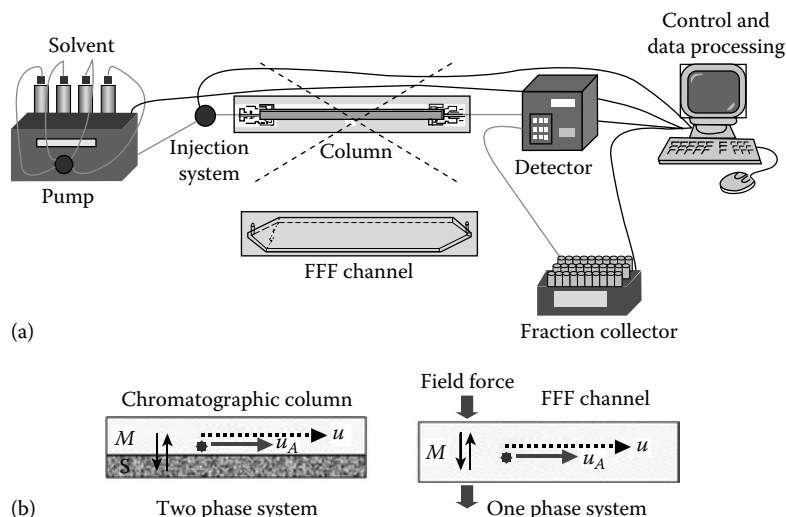 Solvent
Control and
data processing
Injection
system
Column
Detector
Pump
FFF channel
Fraction collector
(a)
Chromatographic column
Field force
FFF channel
M
u
u_A
S
M
u
u_A
(b)
Two phase system
One phase system